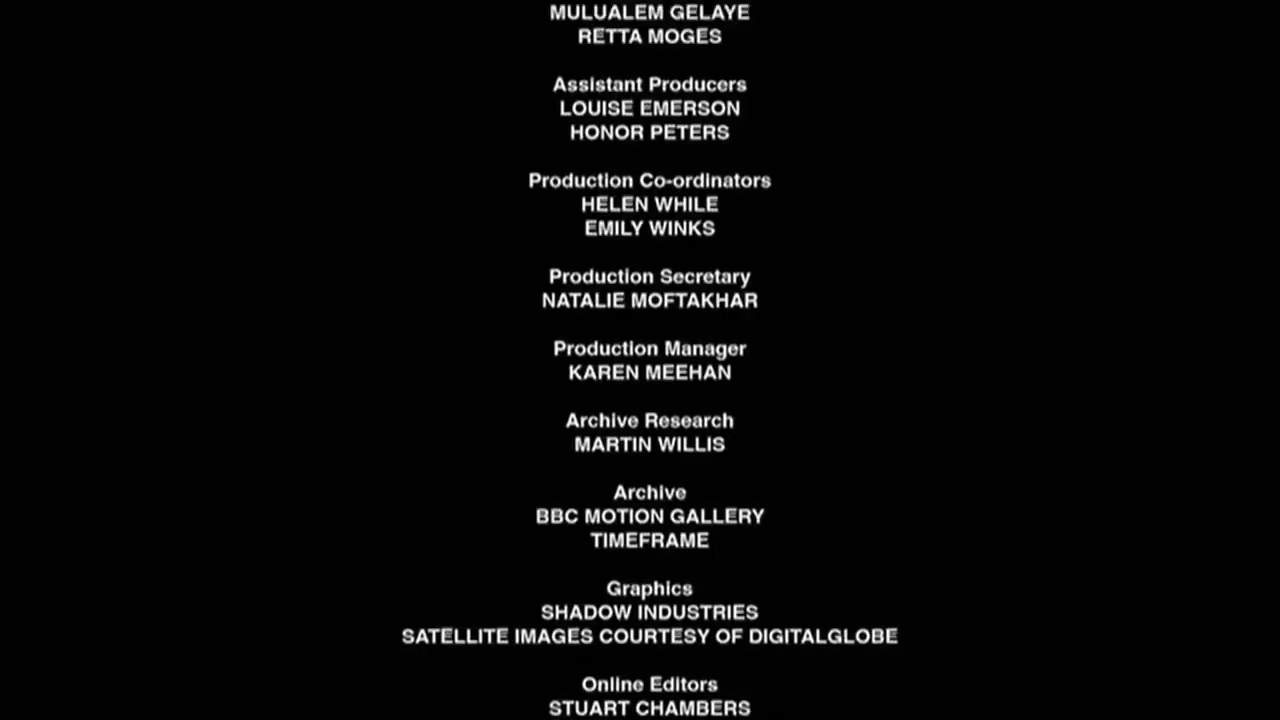 MULUALEM GELAYE
RETTA MOGES
Assistant Producers
LOUISE EMERSON
HONOR PETERS
Production Co-ordinators
HELEN WHILE
EMILY WINKS
Production Secretary
NATALIE MOFTAKHAR
Production Manager
KAREN MEEHAN
Archive Research
MARTIN WILLIS
Archive
BBC MOTION GALLERY
TIMEFRAME
Graphics
SHADOW INDUSTRIES
SATELLITE IMAGES COURTESY OF DIGITALGLOBE
Online Editors
STUART CHAMBERS